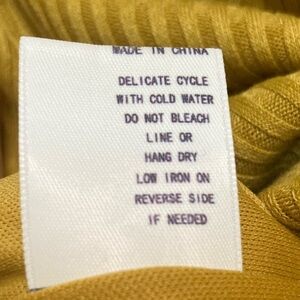 MADE IN CHINA
DELICATE CYCLE
WITH COLD WATER
DO NOT BLEACH
LINE OR
HANG DRY
LOW IRON ON
REVERSE SIDE
IF NEEDED